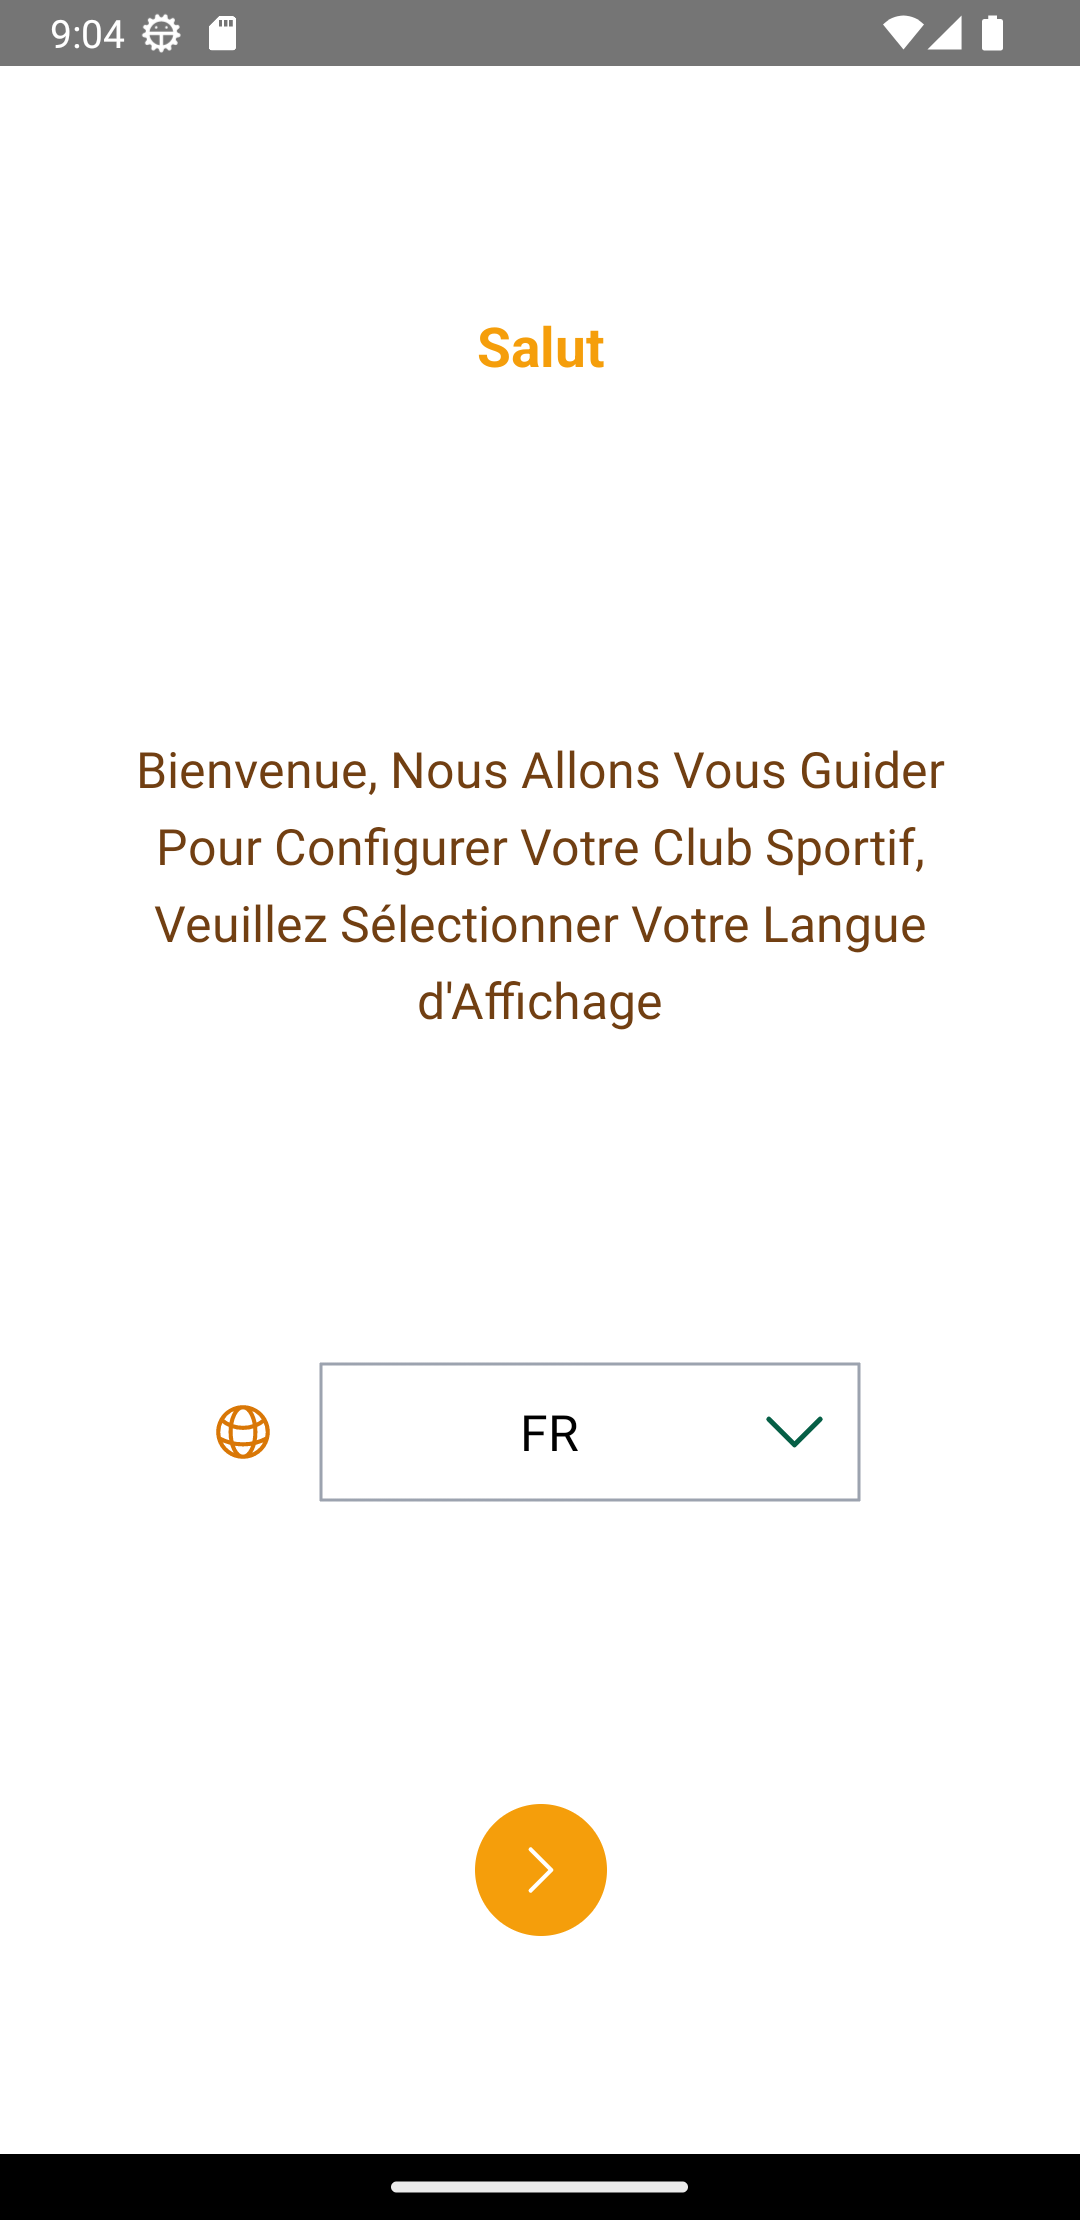 9:04
Salut
Bienvenue, Nous Allons Vous Guider
Pour Configurer Votre Club Sportif,
Veuillez Sélectionner Votre Langue
d'Affichage
FR